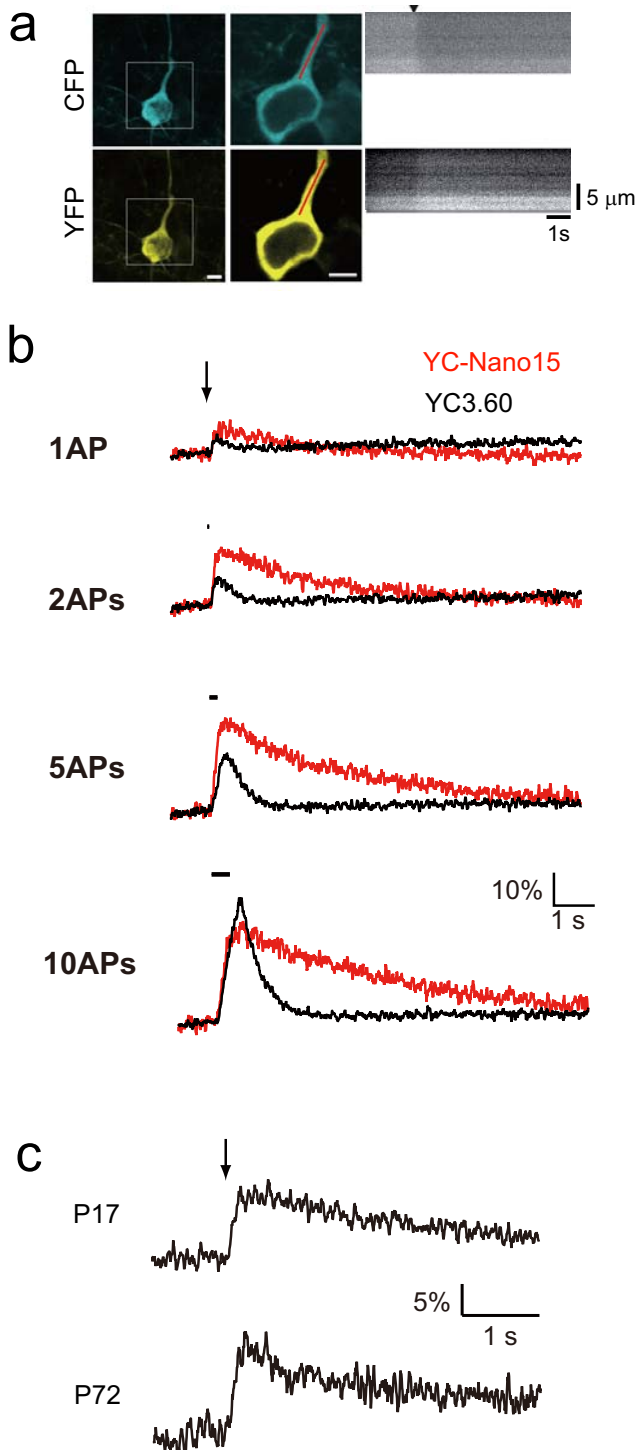 a
CFP
YFP
5 μm
1s
b
YC-Nano15
YC3.60
1AP
2APs
5APs
10%
1 s
10APs
c
P17
5%
1 s
P72